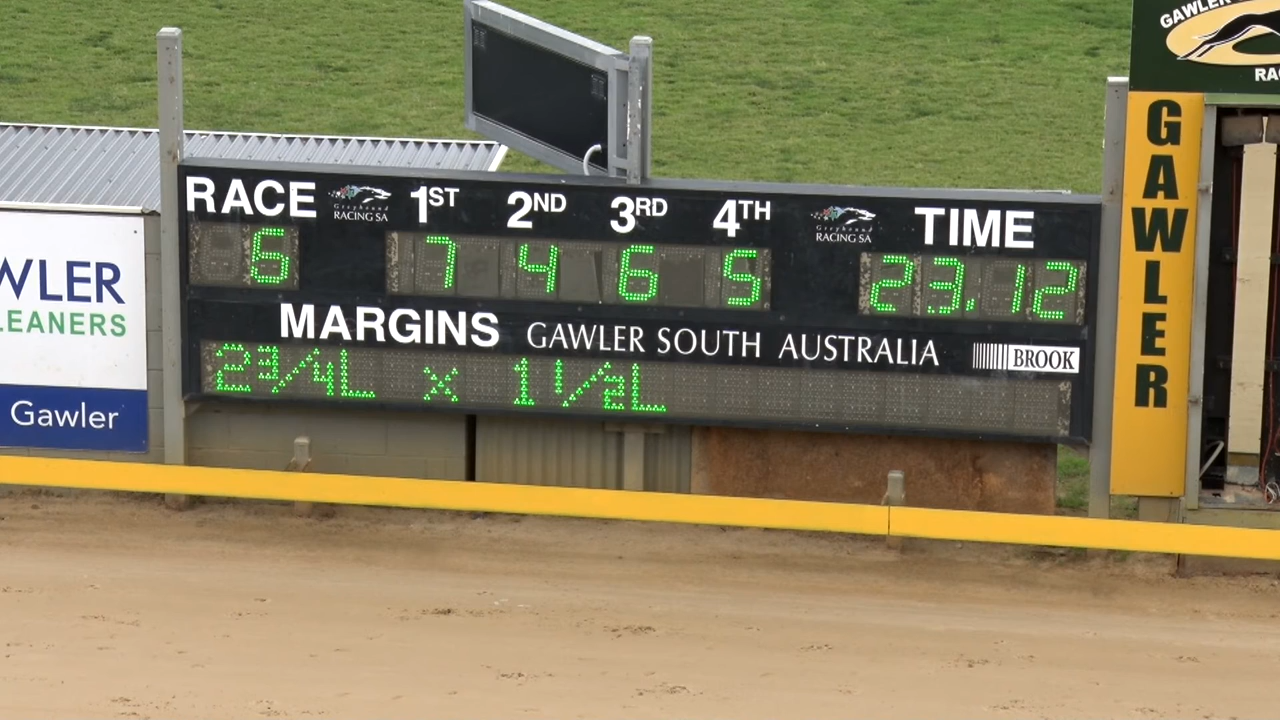 GAWLER
RAC
GAWLER
RACE 1ST 2ND 3RD 4TH TIME
Greyhound
RACING SA
Greyhound
RACING SA
6 7 4 6 5 23.12
MARGINS GAWLER SOUTH AUSTRALIA BROOK
2 3/4L x 1 1/2L
WLER
LEANERS
Gawler